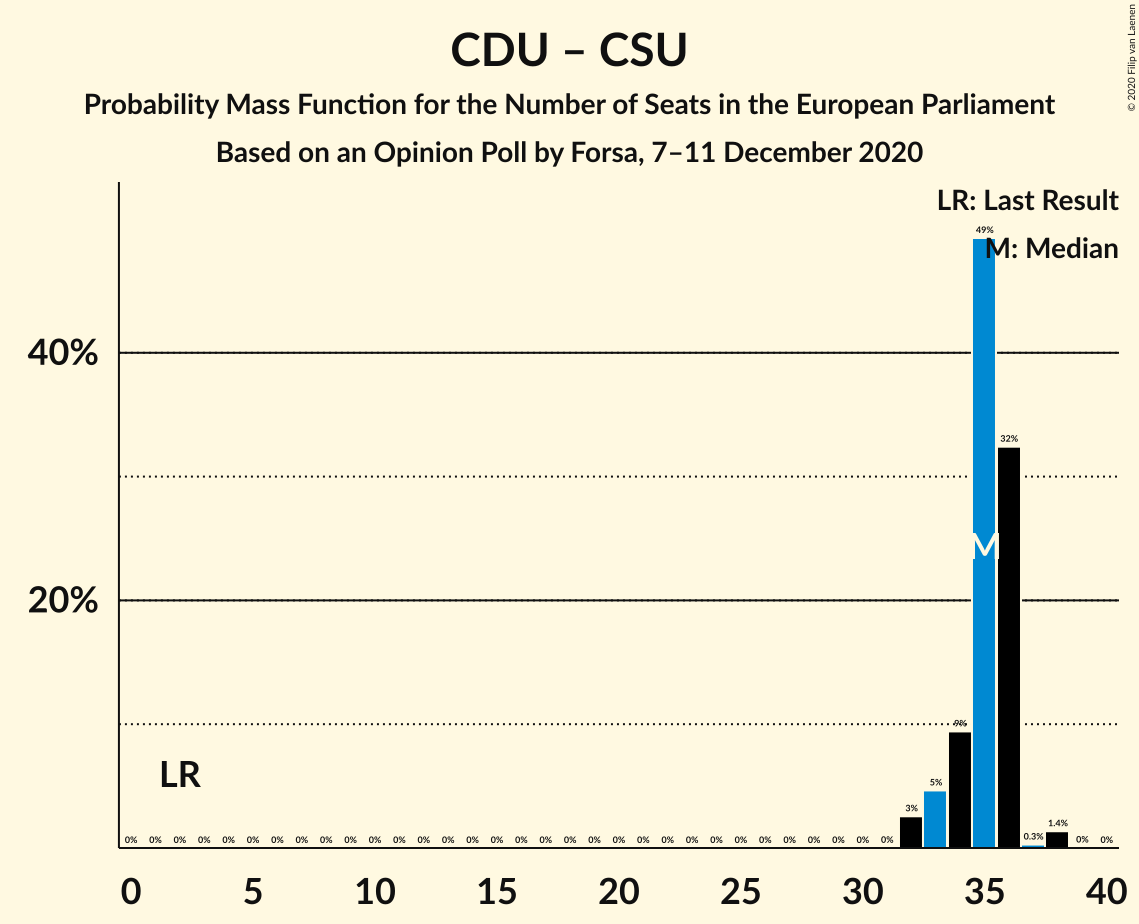 CDU – CSU
Probability Mass Function for the Number of Seats in the European Parliament
Based on an Opinion Poll by Forsa, 7–11 December 2020
© 2020 Filip van Laenen
LR: Last Result
M: Median
49%
40%
32%
M
20%
9%
LR
5%
3%
1.4%
0.3%
0% 0% 0% 0% 0% 0% 0% 0% 0% 0% 0% 0% 0% 0% 0% 0% 0% 0% 0% 0% 0% 0% 0% 0% 0% 0% 0% 0% 0% 0% 0% 0% 0% 0%
0 5 10 15 20 25 30 35 40